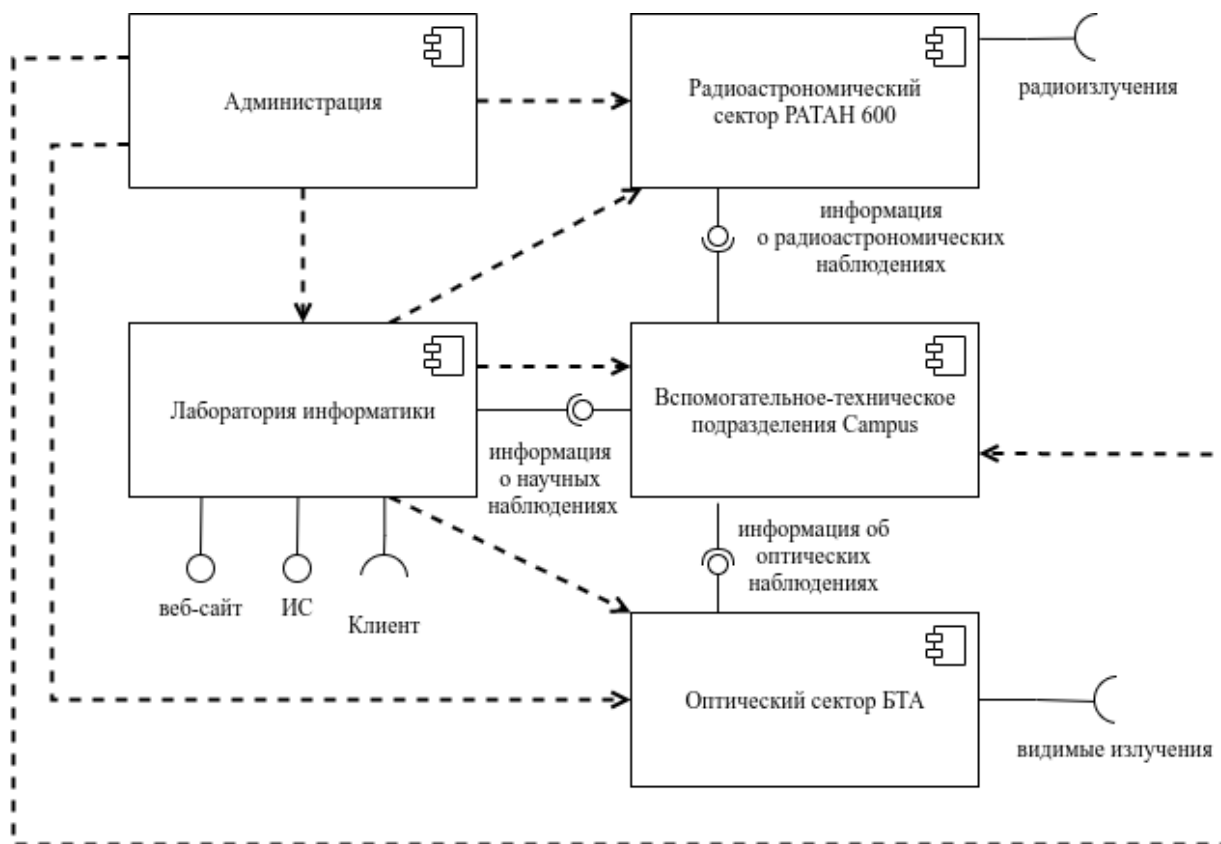 Администрация
Радиоастрономический
сектор РАТАН 600
радиоизлучения
информация
о радиоастрономических
наблюдениях
Лаборатория информатики
Вспомогательное-техническое
подразделения Campus
информация
о научных
наблюдениях
информация об
оптических
наблюдениях
веб-сайт
ИС
Клиент
Оптический сектор БТА
видимые излучения